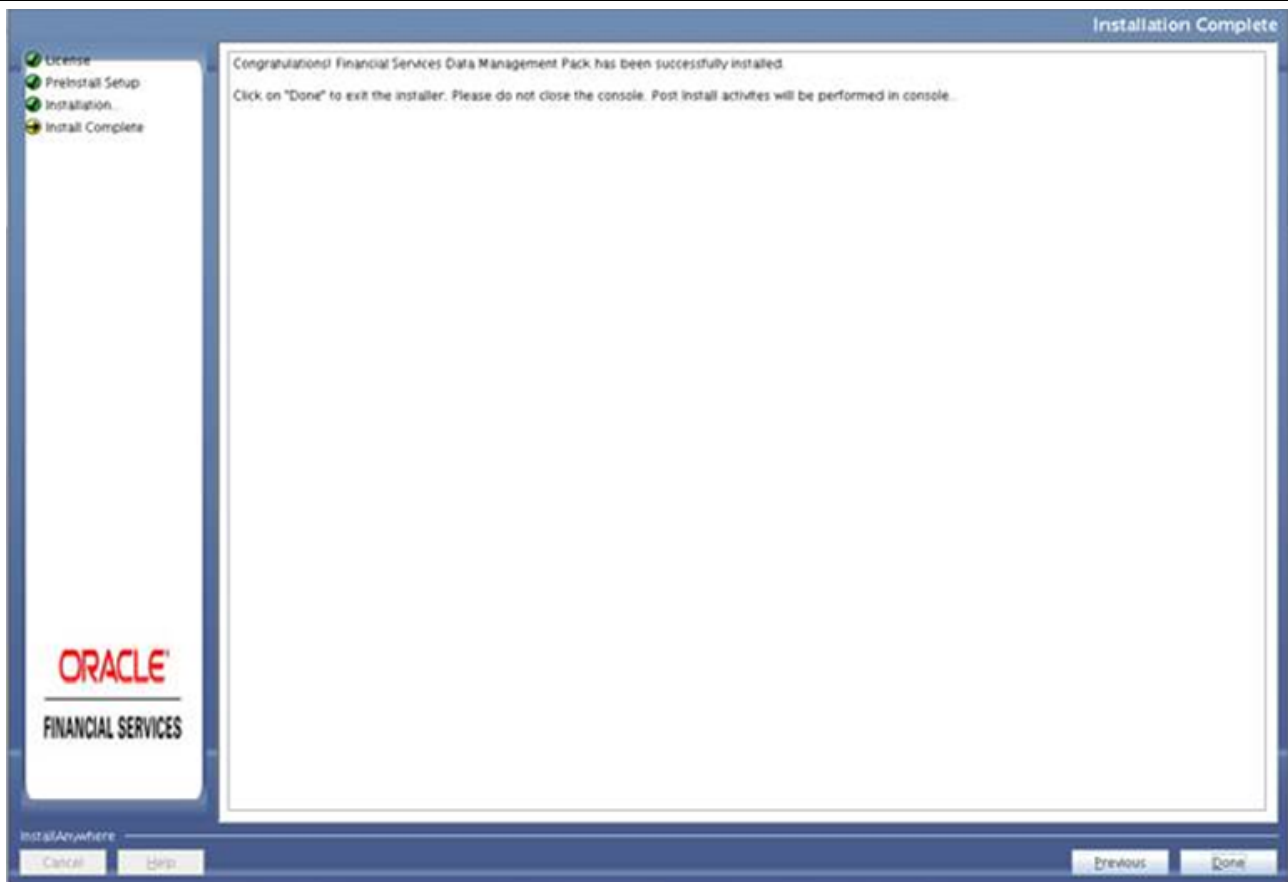 Installation Complete
License
PreInstall Setup
Installation...
Install Complete
Congratulations! Financial Services Data Management Pack has been successfully installed.
Click on "Done" to exit the installer. Please do not close the console. Post Install activites will be performed in console..
ORACLE
FINANCIAL SERVICES
InstallAnywhere
Cancel
Help
Previous
Done